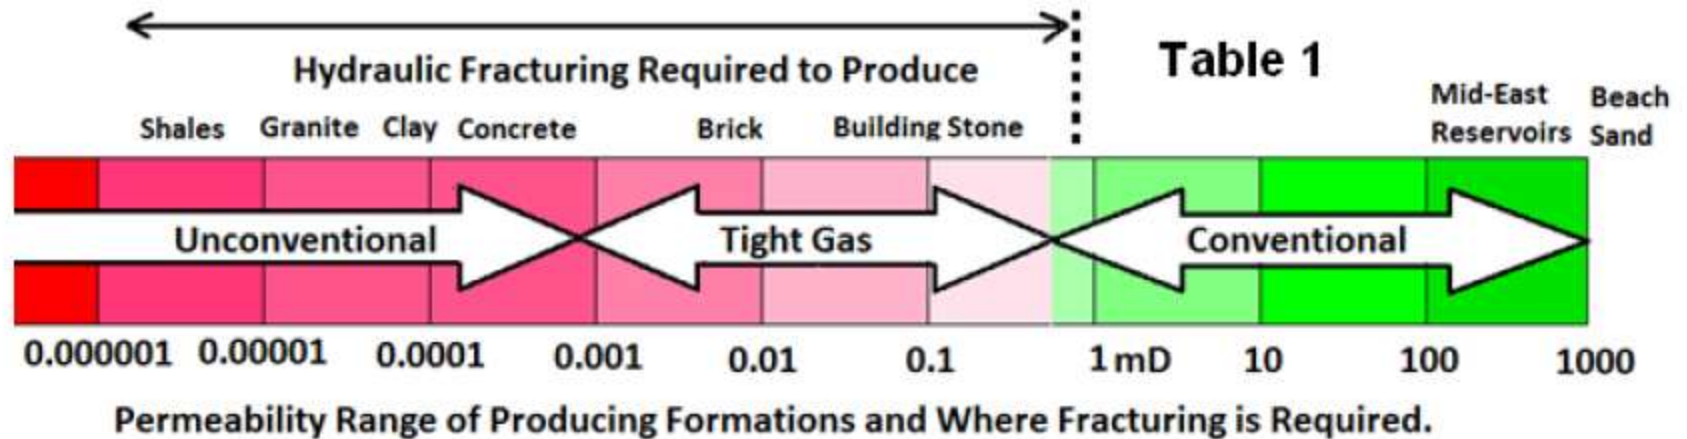 Hydraulic Fracturing Required to Produce
Table 1
Shales Granite Clay Concrete Brick Building Stone
Mid-East
Reservoirs
Beach
Sand
Unconventional Tight Gas Conventional
0.000001 0.00001 0.0001 0.001 0.01 0.1 1 mD 10 100 1000
Permeability Range of Producing Formations and Where Fracturing is Required.